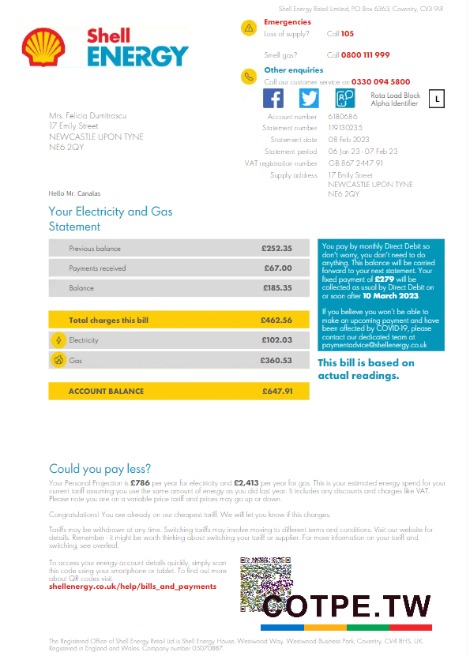 Shell Energy Retail Limited, PO Box 6363, Coventry, CV3 9LR
Shell
ENERGY
Emergencies
Loss of supply? Call 105
Smell gas? Call 0800 111 999
Other enquiries
Call our customer service on 0330 094 5800
Rota Load Block
Alpha Identifier
L
Mrs. Felicia Dumitrascu
17 Emily Street
NEWCASTLE UPON TYNE
NE6 2QY
Account number 6180686
Statement number 119130235
Statement date 08 Feb 2023
Statement period 06 Jan 23 - 07 Feb 23
VAT registration number GB 867 2447 91
Supply address 17 Emily Street
NEWCASTLE UPON TYNE
NE6 2QY
Hello Mr. Canalas
Your Electricity and Gas
Statement
Previous balance £252.35
Payments received £67.00
Balance £185.35
Total charges this bill £462.56
Electricity £102.03
Gas £360.53
ACCOUNT BALANCE £647.91
You pay by monthly Direct Debit so
don't worry, you don't need to do
anything. This balance will be carried
forward to your next statement. Your
fixed payment of £279 will be
collected as usual by Direct Debit on
or soon after 10 March 2023.
If you believe you won't be able to
make an upcoming payment and have
been affected by COVID-19, please
contact our dedicated team at
paymentadvice@shellenergy.co.uk
This bill is based on
actual readings.
Could you pay less?
Your Personal Projection is £786 per year for electricity and £2,413 per year for gas. This is your estimated energy spend for your
current tariff assuming you use the same amount of energy as you did last year. It includes any discounts and charges like VAT.
Please note you are on a variable price tariff and prices may go up or down.
Congratulations! You are already on our cheapest tariff. We will let you know if this changes.
Tariffs may be withdrawn at any time. Switching tariffs may involve moving to different terms and conditions. Visit our website for
details. Remember - it might be worth thinking about switching your tariff or supplier. For more information on your tariff and
switching, see overleaf.
To access your energy account details quickly, simply scan
this code using your smartphone or tablet. To find out more
about QR codes visit
shellenergy.co.uk/help/bills_and_payments
COTPE.TW
The Registered Office of Shell Energy Retail Ltd is Shell Energy House, Westwood Way, Westwood Business Park, Coventry, CV4 8HS, UK.
Registered in England and Wales. Company number 05070887.